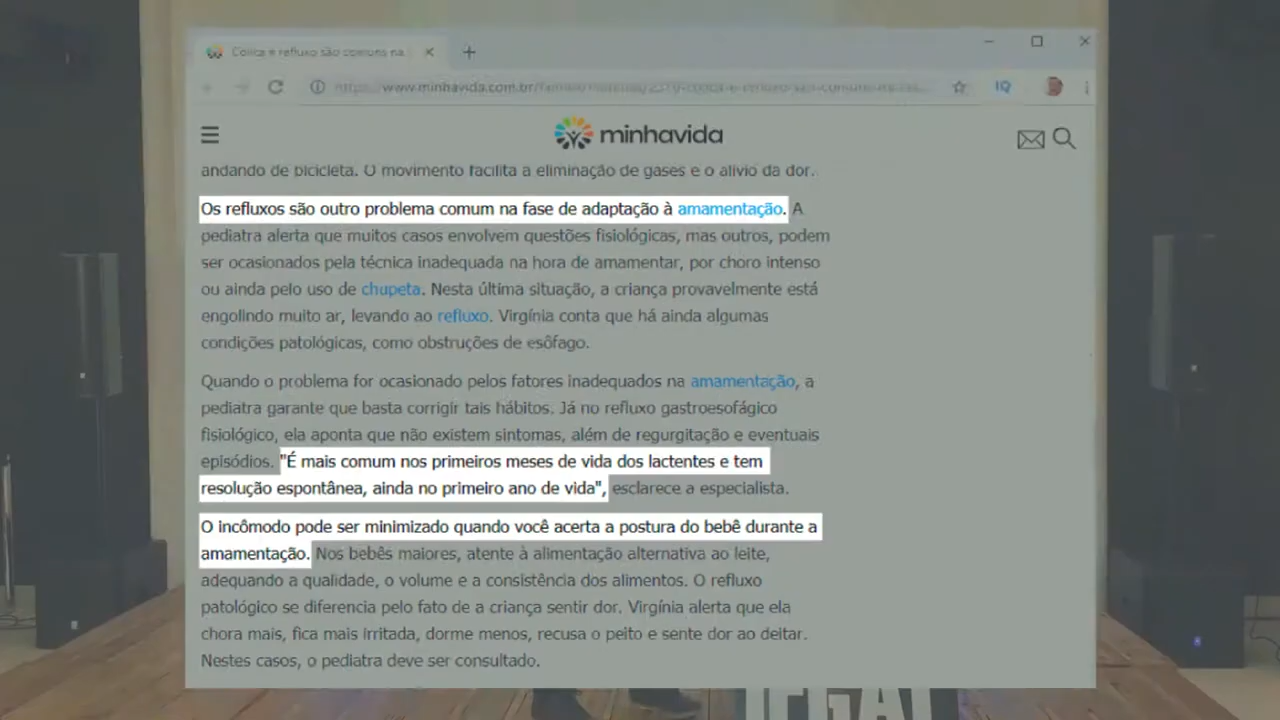 Colica e refluxo são comuns na
minhavida
andando de bicicleta. O movimento facilita a eliminação de gases e o alívio da dor.
Os refluxos são outro problema comum na fase de adaptação à amamentação. A
pediatra alerta que muitos casos envolvem questões fisiológicas, mas outros, podem
ser ocasionados pela técnica inadequada na hora de amamentar, por choro intenso
ou ainda pelo uso de chupeta. Nesta última situação, a criança provavelmente está
engolindo muito ar, levando ao refluxo. Virgínia conta que há ainda algumas
condições patológicas, como obstruções de esôfago.
Quando o problema for ocasionado pelos fatores inadequados na amamentação, a
pediatra garante que basta corrigir tais hábitos. Já no refluxo gastroesofágico
fisiológico, ela aponta que não existem sintomas, além de regurgitação e eventuais
episódios. "É mais comum nos primeiros meses de vida dos lactentes e tem
resolução espontânea, ainda no primeiro ano de vida", esclarece a especialista.
O incômodo pode ser minimizado quando você acerta a postura do bebê durante a
amamentação. Nos bebês maiores, atente à alimentação alternativa ao leite,
adequando a qualidade, o volume e a consistência dos alimentos. O refluxo
patológico se diferencia pelo fato de a criança sentir dor. Virgínia alerta que ela
chora mais, fica mais irritada, dorme menos, recusa o peito e sente dor ao deitar.
Nestes casos, o pediatra deve ser consultado.